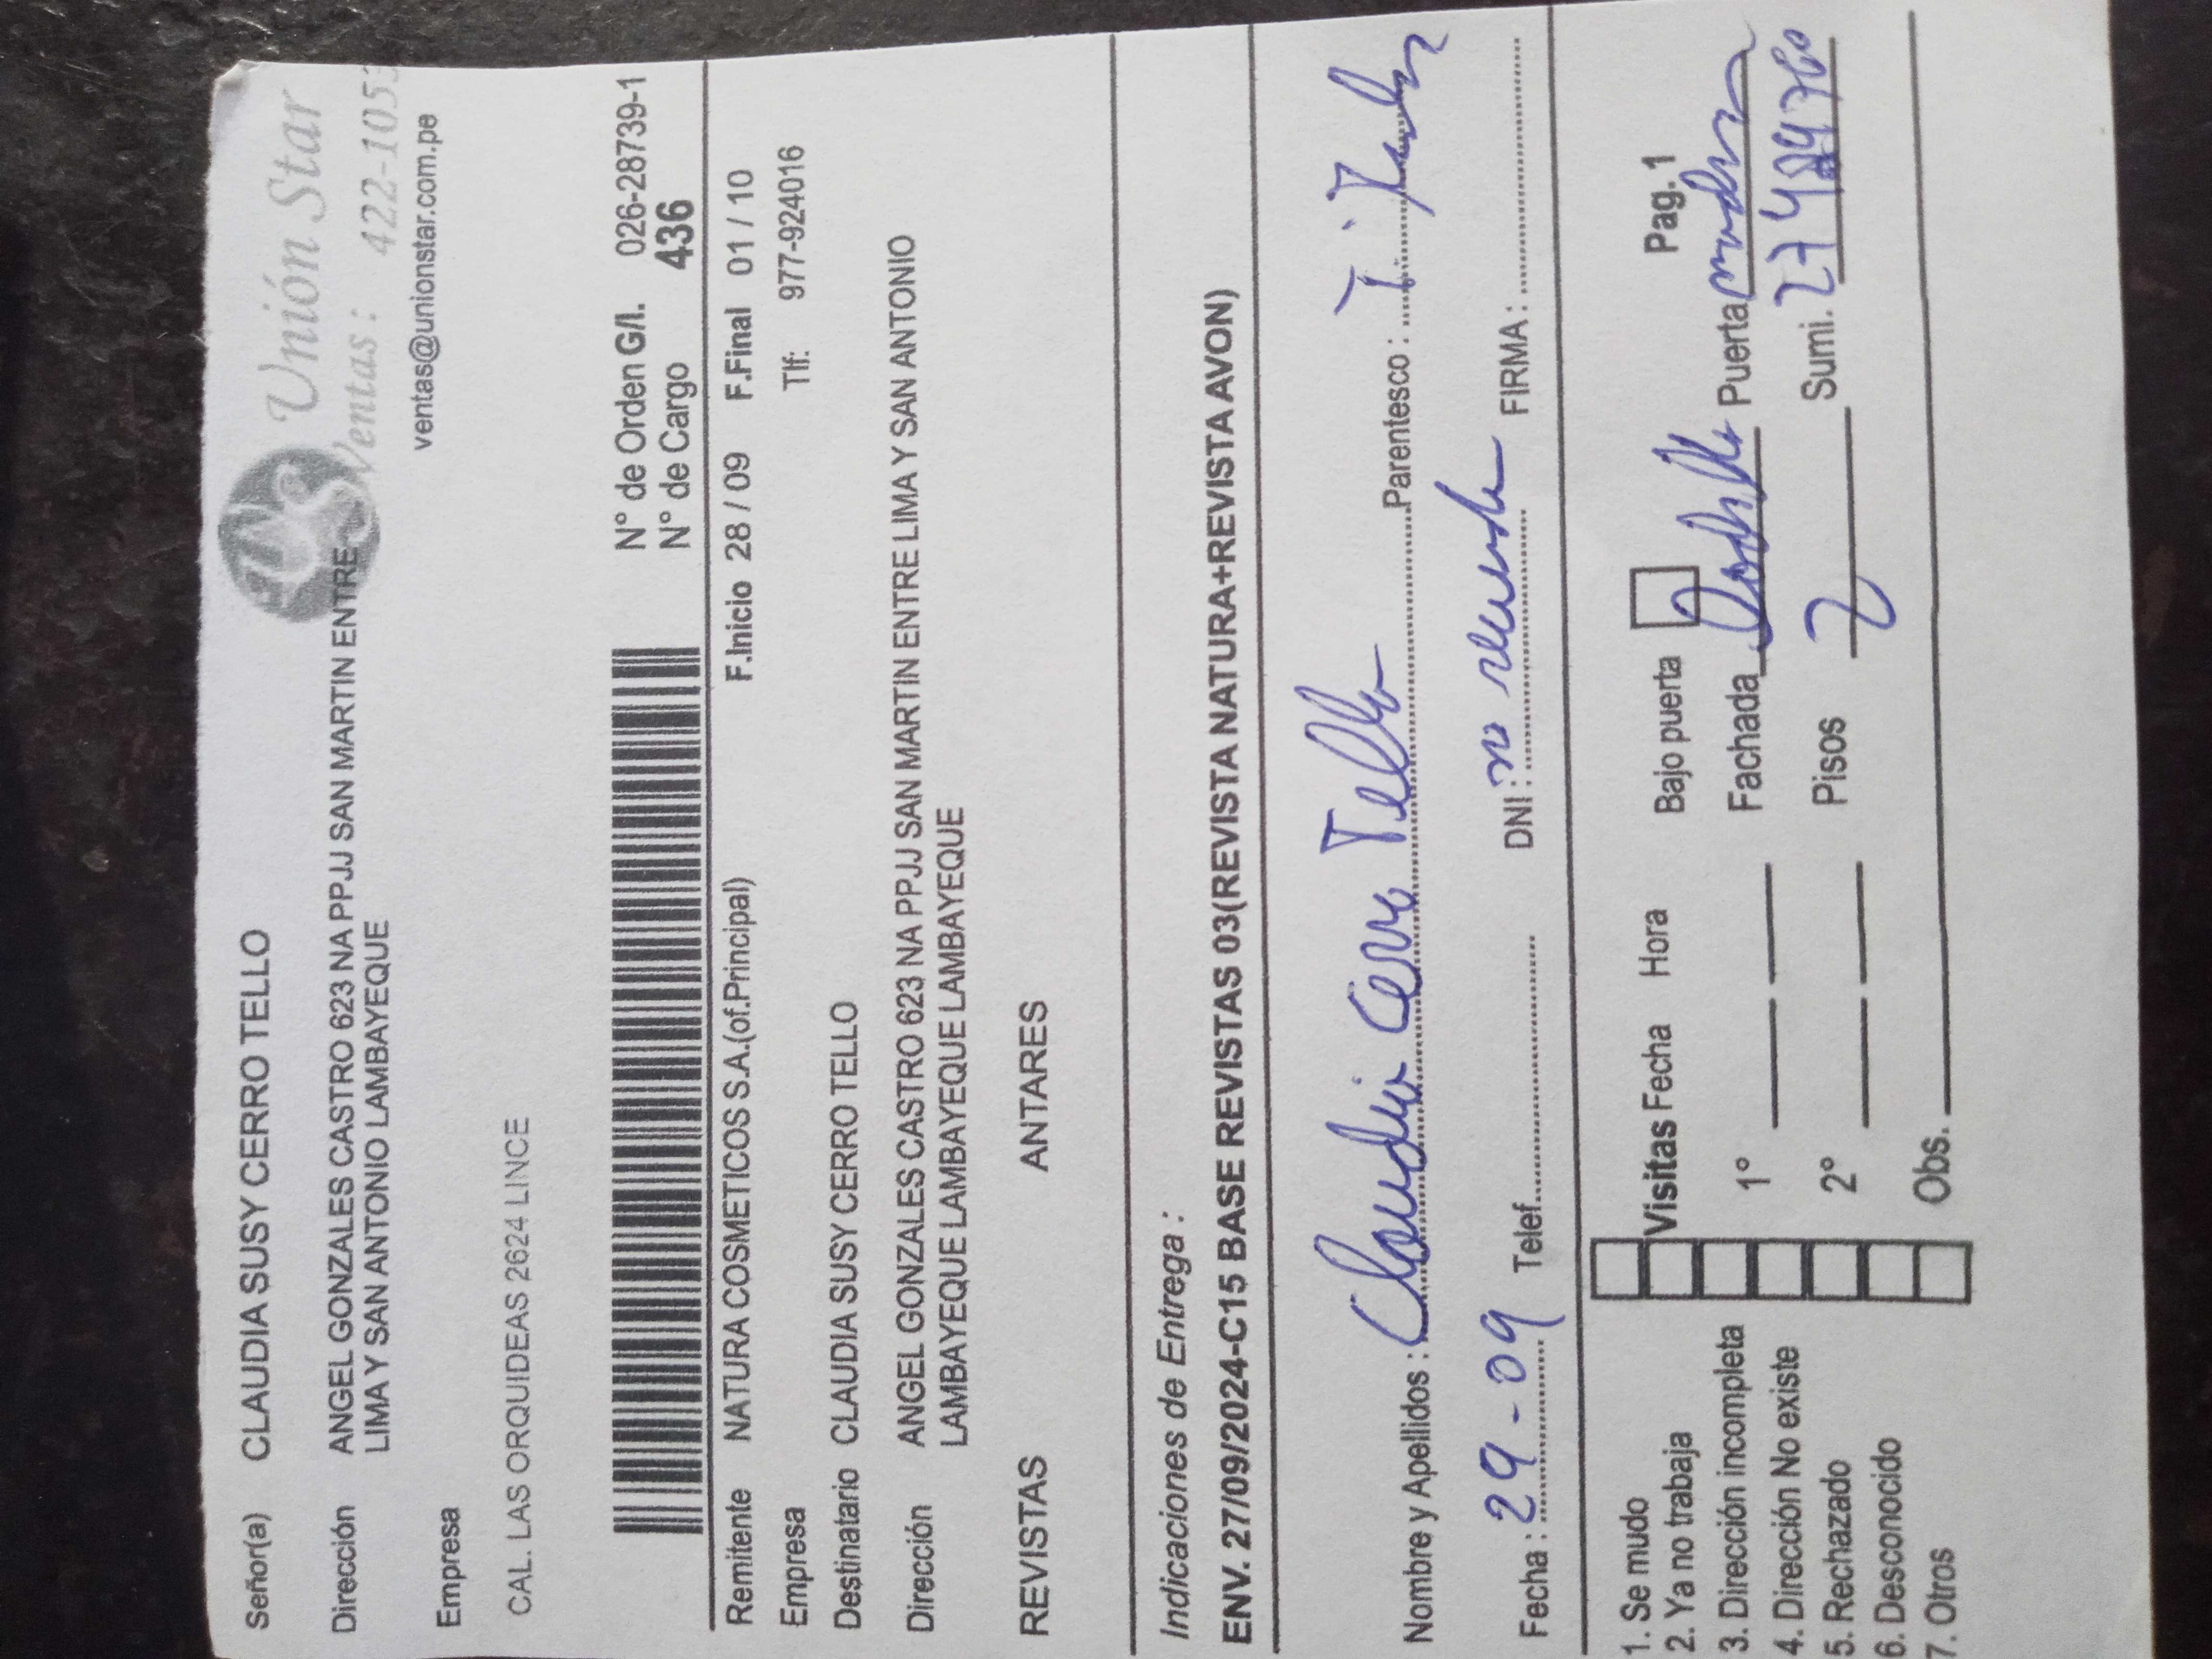 Unión Star
Ventas : 422-105
ventas@unionstar.com.pe
Señor(a) CLAUDIA SUSY CERRO TELLO
Dirección ANGEL GONZALES CASTRO 623 NA PPJJ SAN MARTIN ENTRE
LIMA Y SAN ANTONIO LAMBAYEQUE
Empresa
CAL. LAS ORQUIDEAS 2624 LINCE
N° de Orden G/I. 026-28739-1
N° de Cargo 436
Remitente NATURA COSMETICOS S.A.(of.Principal) F.Inicio 28 / 09 F.Final 01 / 10
Empresa Tlf: 977-924016
Destinatario CLAUDIA SUSY CERRO TELLO
Dirección ANGEL GONZALES CASTRO 623 NA PPJJ SAN MARTIN ENTRE LIMA Y SAN ANTONIO
LAMBAYEQUE LAMBAYEQUE LAMBAYEQUE
REVISTAS ANTARES
Indicaciones de Entrega :
ENV. 27/09/2024-C15 BASE REVISTAS 03(REVISTA NATURA+REVISTA AVON)
Nombre y Apellidos : Claudia Cerro Tello Parentesco :
Fecha : 29-09 Telef. DNI : no recuerda FIRMA :
1. Se mudo
2. Ya no trabaja
3. Dirección incompleta
4. Dirección No existe
5. Rechazado
6. Desconocido
7. Otros
Visitas Fecha Hora Bajo puerta Pag.1
1° Fachada Ladrillo Puerta madera
2° Pisos 2 Sumi.
Obs.